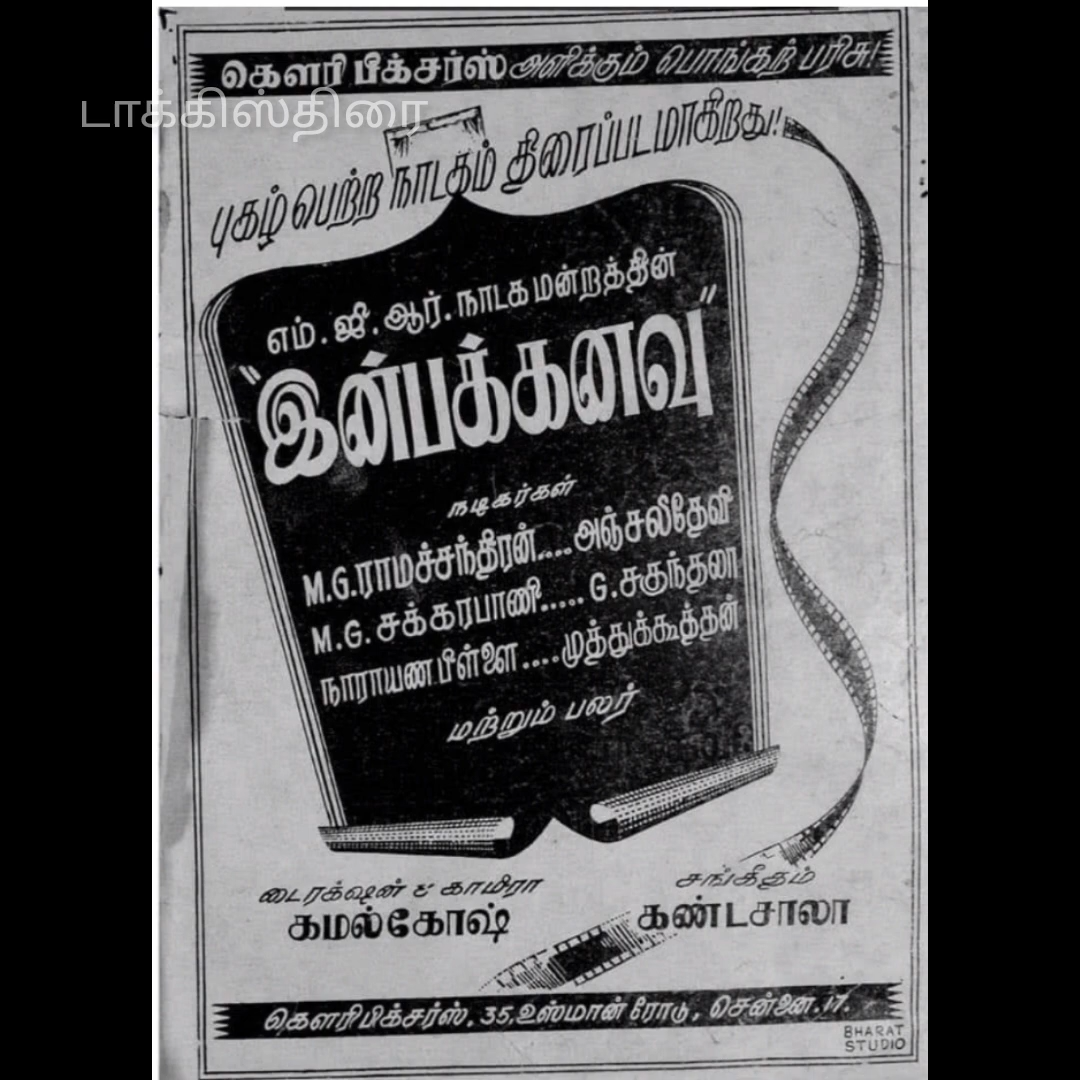 கௌரி பிக்சர்ஸ் அளிக்கும் பொங்கற் பரிசு!
டாக்கிஸ்திரை
புகழ் பெற்ற நாடகம் திரைப்படமாகிறது!
எம். ஜி. ஆர். நாடக மன்றத்தின்
"இன்பக்கனவு"
நடிகர்கள்
M.G.ராமச்சந்திரன்....அஞ்சலிதேவி
M.G. சக்கரபாணி..... G. சகுந்தலா
நாராயணபிள்ளை....முத்துக்கூத்தன்
மற்றும் பலர்
டைரக்‌ஷன் & காமிரா
கமல்கோஷ்
சங்கீதம்
கண்டசாலா
கௌரிபிக்சர்ஸ், 35, உஸ்மான் ரோடு, சென்னை.17.
BHARAT
STUDIO